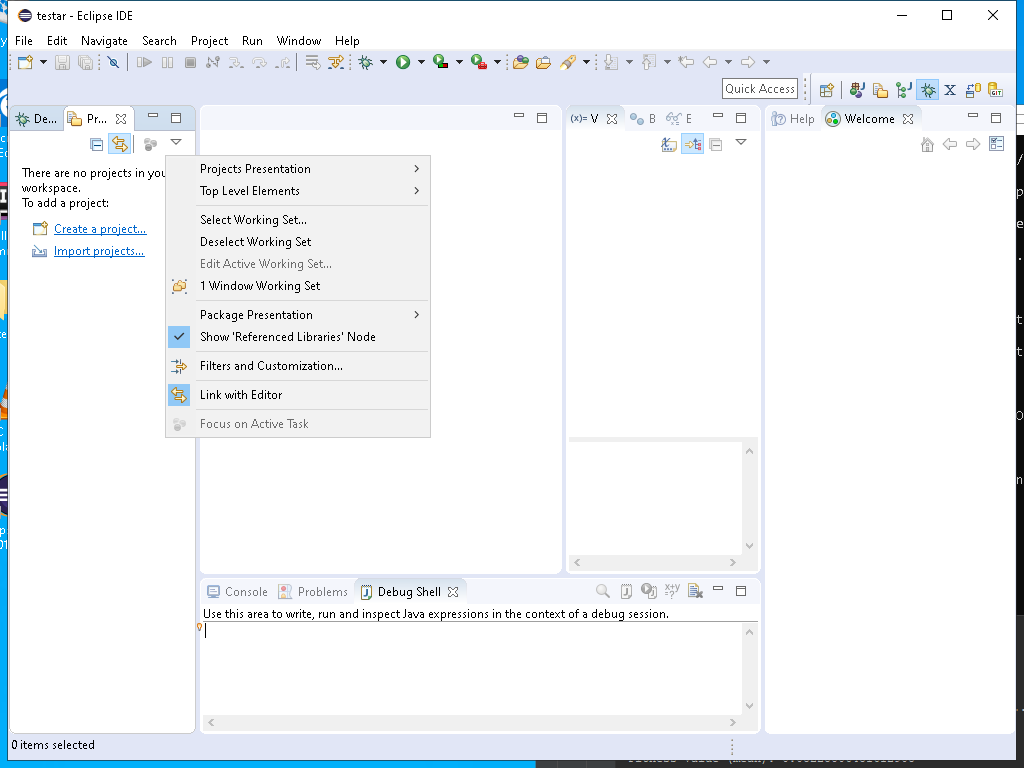 testar - Eclipse IDE
File Edit Navigate Search Project Run Window Help
Quick Access
De...
Pr...
(x)= V
B
E
Help
Welcome
There are no projects in you
workspace.
To add a project:
Create a project...
Import projects...
Projects Presentation
Top Level Elements
Select Working Set...
Deselect Working Set
Edit Active Working Set...
1 Window Working Set
Package Presentation
Show 'Referenced Libraries' Node
Filters and Customization...
Link with Editor
Focus on Active Task
Console
Problems
Debug Shell
Use this area to write, run and inspect Java expressions in the context of a debug session.
0 items selected